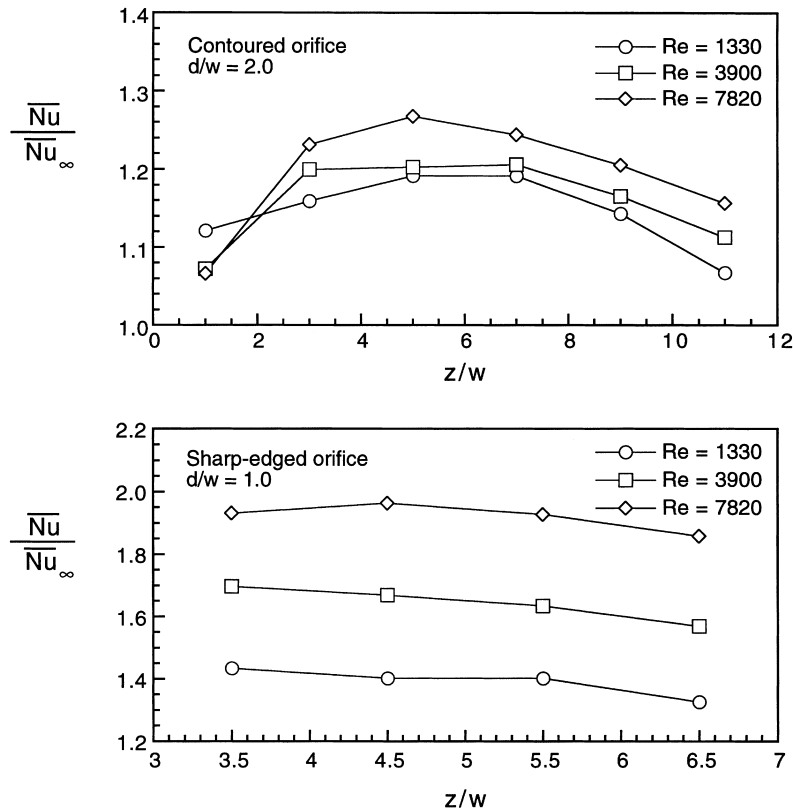 1.4
Contoured orifice
d/w = 2.0
Re = 1330
Re = 3900
Re = 7820
1.3
Nu
Nu∞
1.2
1.1
1.0
0
2
4
6
8
10
12
z/w
2.2
Sharp-edged orifice
d/w = 1.0
Re = 1330
Re = 3900
Re = 7820
2.0
Nu
Nu∞
1.8
1.6
1.4
1.2
3
3.5
4
4.5
5
5.5
6
6.5
7
z/w